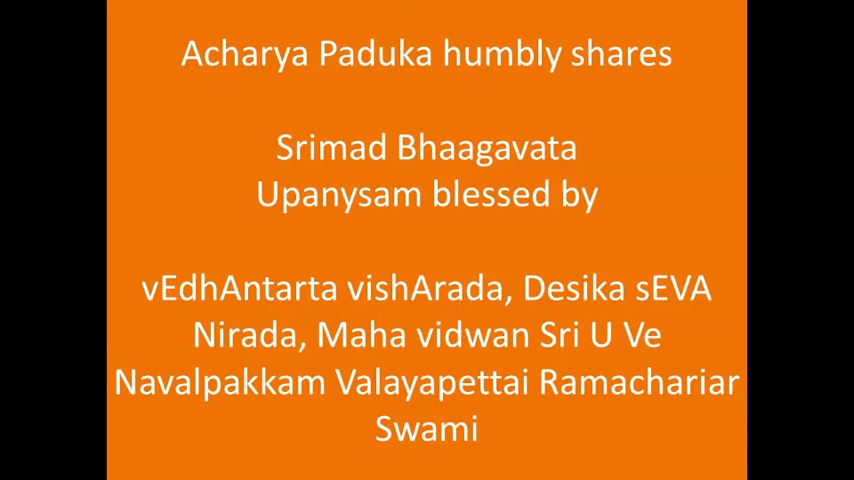 Acharya Paduka humbly shares
Srimad Bhaagavata
Upanysam blessed by
vEdhAntarta vishArada, Desika sEVA
Nirada, Maha vidwan Sri U Ve
Navalpakkam Valayapettai Ramachariar
Swami